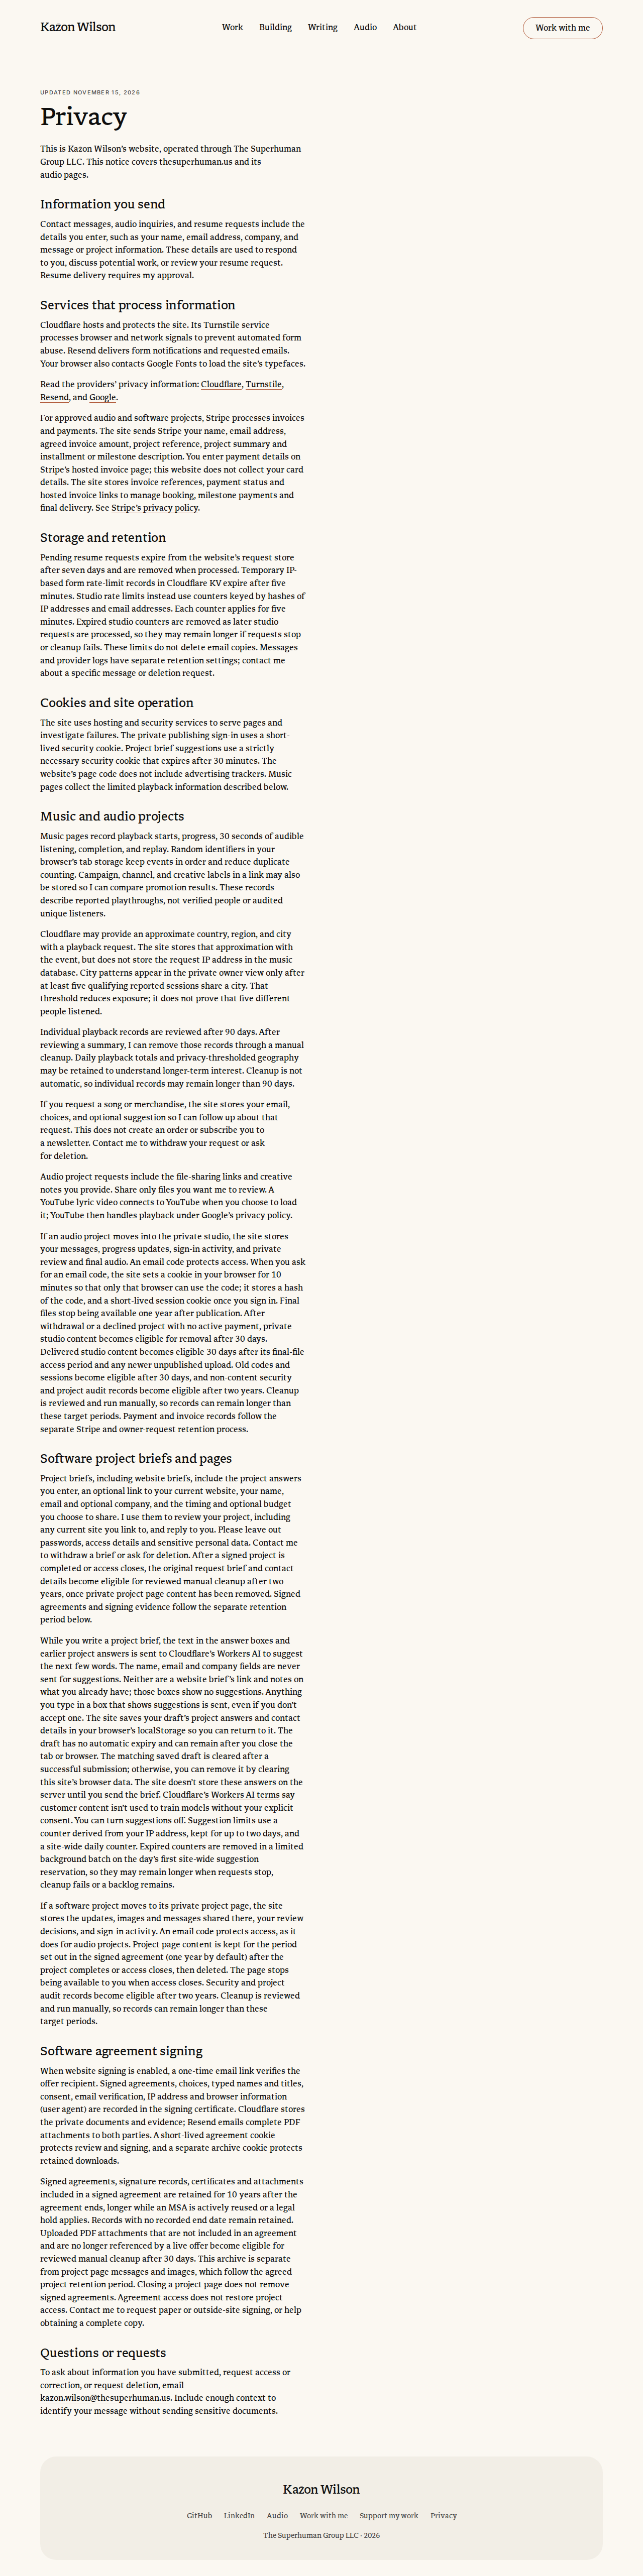 Kazon Wilson
Work Building Writing Audio About
Work with me
UPDATED NOVEMBER 15, 2026
Privacy
This is Kazon Wilson's website, operated through The Superhuman
Group LLC. This notice covers thesuperhuman.us and its
audio pages.
Information you send
Contact messages, audio inquiries, and resume requests include the
details you enter, such as your name, email address, company, and
message or project information. These details are used to respond
to you, discuss potential work, or review your resume request.
Resume delivery requires my approval.
Services that process information
Cloudflare hosts and protects the site. Its Turnstile service
processes browser and network signals to prevent automated form
abuse. Resend delivers form notifications and requested emails.
Your browser also contacts Google Fonts to load the site's typefaces.
Read the providers' privacy information: Cloudflare, Turnstile,
Resend, and Google.
For approved audio and software projects, Stripe processes invoices
and payments. The site sends Stripe your name, email address,
agreed invoice amount, project reference, project summary and
installment or milestone description. You enter payment details on
Stripe's hosted invoice page; this website does not collect your card
details. The site stores invoice references, payment status and
hosted invoice links to manage booking, milestone payments and
final delivery. See Stripe's privacy policy.
Storage and retention
Pending resume requests expire from the website's request store
after seven days and are removed when processed. Temporary IP-
based form rate-limit records in Cloudflare KV expire after five
minutes. Studio rate limits instead use counters keyed by hashes of
IP addresses and email addresses. Each counter applies for five
minutes. Expired studio counters are removed as later studio
requests are processed, so they may remain longer if requests stop
or cleanup fails. These limits do not delete email copies. Messages
and provider logs have separate retention settings; contact me
about a specific message or deletion request.
Cookies and site operation
The site uses hosting and security services to serve pages and
investigate failures. The private publishing sign-in uses a short-
lived security cookie. Project brief suggestions use a strictly
necessary security cookie that expires after 30 minutes. The
website's page code does not include advertising trackers. Music
pages collect the limited playback information described below.
Music and audio projects
Music pages record playback starts, progress, 30 seconds of audible
listening, completion, and replay. Random identifiers in your
browser's tab storage keep events in order and reduce duplicate
counting. Campaign, channel, and creative labels in a link may also
be stored so I can compare promotion results. These records
describe reported playthroughs, not verified people or audited
unique listeners.
Cloudflare may provide an approximate country, region, and city
with a playback request. The site stores that approximation with
the event, but does not store the request IP address in the music
database. City patterns appear in the private owner view only after
at least five qualifying reported sessions share a city. That
threshold reduces exposure; it does not prove that five different
people listened.
Individual playback records are reviewed after 90 days. After
reviewing a summary, I can remove those records through a manual
cleanup. Daily playback totals and privacy-thresholded geography
may be retained to understand longer-term interest. Cleanup is not
automatic, so individual records may remain longer than 90 days.
If you request a song or merchandise, the site stores your email,
choices, and optional suggestion so I can follow up about that
request. This does not create an order or subscribe you to
a newsletter. Contact me to withdraw your request or ask
for deletion.
Audio project requests include the file-sharing links and creative
notes you provide. Share only files you want me to review. A
YouTube lyric video connects to YouTube when you choose to load
it; YouTube then handles playback under Google's privacy policy.
If an audio project moves into the private studio, the site stores
your messages, progress updates, sign-in activity, and private
review and final audio. An email code protects access. When you ask
for an email code, the site sets a cookie in your browser for 10
minutes so that only that browser can use the code; it stores a hash
of the code, and a short-lived session cookie once you sign in. Final
files stop being available one year after publication. After
withdrawal or a declined project with no active payment, private
studio content becomes eligible for removal after 30 days.
Delivered studio content becomes eligible 30 days after its final-file
access period and any newer unpublished upload. Old codes and
sessions become eligible after 30 days, and non-content security
and project audit records become eligible after two years. Cleanup
is reviewed and run manually, so records can remain longer than
these target periods. Payment and invoice records follow the
separate Stripe and owner-request retention process.
Software project briefs and pages
Project briefs, including website briefs, include the project answers
you enter, an optional link to your current website, your name,
email and optional company, and the timing and optional budget
you choose to share. I use them to review your project, including
any current site you link to, and reply to you. Please leave out
passwords, access details and sensitive personal data. Contact me
to withdraw a brief or ask for deletion. After a signed project is
completed or access closes, the original request brief and contact
details become eligible for reviewed manual cleanup after two
years, once private project page content has been removed. Signed
agreements and signing evidence follow the separate retention
period below.
While you write a project brief, the text in the answer boxes and
earlier project answers is sent to Cloudflare's Workers AI to suggest
the next few words. The name, email and company fields are never
sent for suggestions. Neither are a website brief's link and notes on
what you already have; those boxes show no suggestions. Anything
you type in a box that shows suggestions is sent, even if you don't
accept one. The site saves your draft's project answers and contact
details in your browser's localStorage so you can return to it. The
draft has no automatic expiry and can remain after you close the
tab or browser. The matching saved draft is cleared after a
successful submission; otherwise, you can remove it by clearing
this site's browser data. The site doesn't store these answers on the
server until you send the brief. Cloudflare's Workers AI terms say
customer content isn't used to train models without your explicit
consent. You can turn suggestions off. Suggestion limits use a
counter derived from your IP address, kept for up to two days, and
a site-wide daily counter. Expired counters are removed in a limited
background batch on the day's first site-wide suggestion
reservation, so they may remain longer when requests stop,
cleanup fails or a backlog remains.
If a software project moves to its private project page, the site
stores the updates, images and messages shared there, your review
decisions, and sign-in activity. An email code protects access, as it
does for audio projects. Project page content is kept for the period
set out in the signed agreement (one year by default) after the
project completes or access closes, then deleted. The page stops
being available to you when access closes. Security and project
audit records become eligible after two years. Cleanup is reviewed
and run manually, so records can remain longer than these
target periods.
Software agreement signing
When website signing is enabled, a one-time email link verifies the
offer recipient. Signed agreements, choices, typed names and titles,
consent, email verification, IP address and browser information
(user agent) are recorded in the signing certificate. Cloudflare stores
the private documents and evidence; Resend emails complete PDF
attachments to both parties. A short-lived agreement cookie
protects review and signing, and a separate archive cookie protects
retained downloads.
Signed agreements, signature records, certificates and attachments
included in a signed agreement are retained for 10 years after the
agreement ends, longer while an MSA is actively reused or a legal
hold applies. Records with no recorded end date remain retained.
Uploaded PDF attachments that are not included in an agreement
and are no longer referenced by a live offer become eligible for
reviewed manual cleanup after 30 days. This archive is separate
from project page messages and images, which follow the agreed
project retention period. Closing a project page does not remove
signed agreements. Agreement access does not restore project
access. Contact me to request paper or outside-site signing, or help
obtaining a complete copy.
Questions or requests
To ask about information you have submitted, request access or
correction, or request deletion, email
kazon.wilson@thesuperhuman.us. Include enough context to
identify your message without sending sensitive documents.
Kazon Wilson
GitHub LinkedIn Audio Work with me Support my work Privacy
The Superhuman Group LLC · 2026